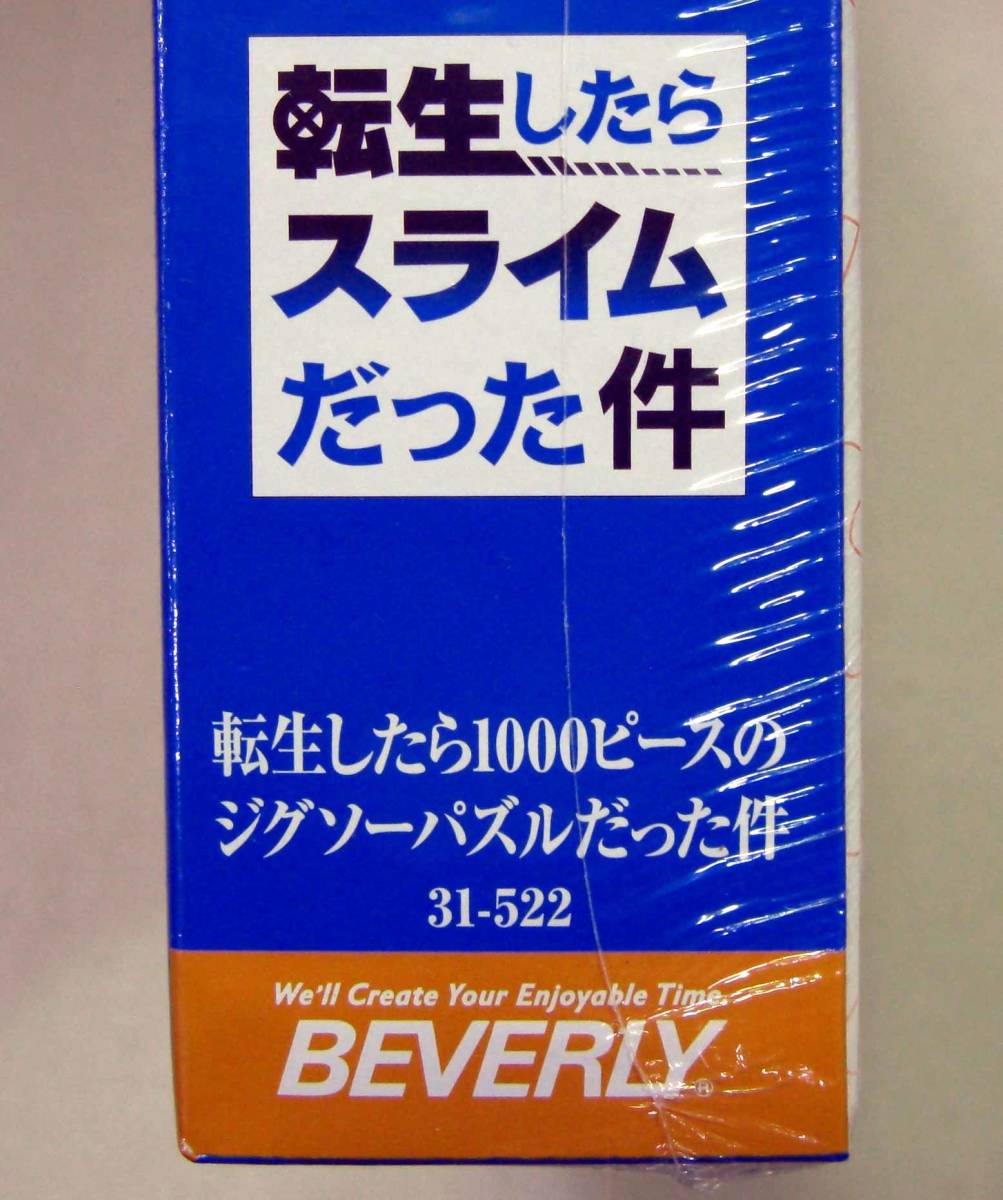 転生したら
スライム
だった件
転生したら1000ピースの
ジグソーパズルだった件
31-522
We'll Create Your Enjoyable Time.
BEVERLY®